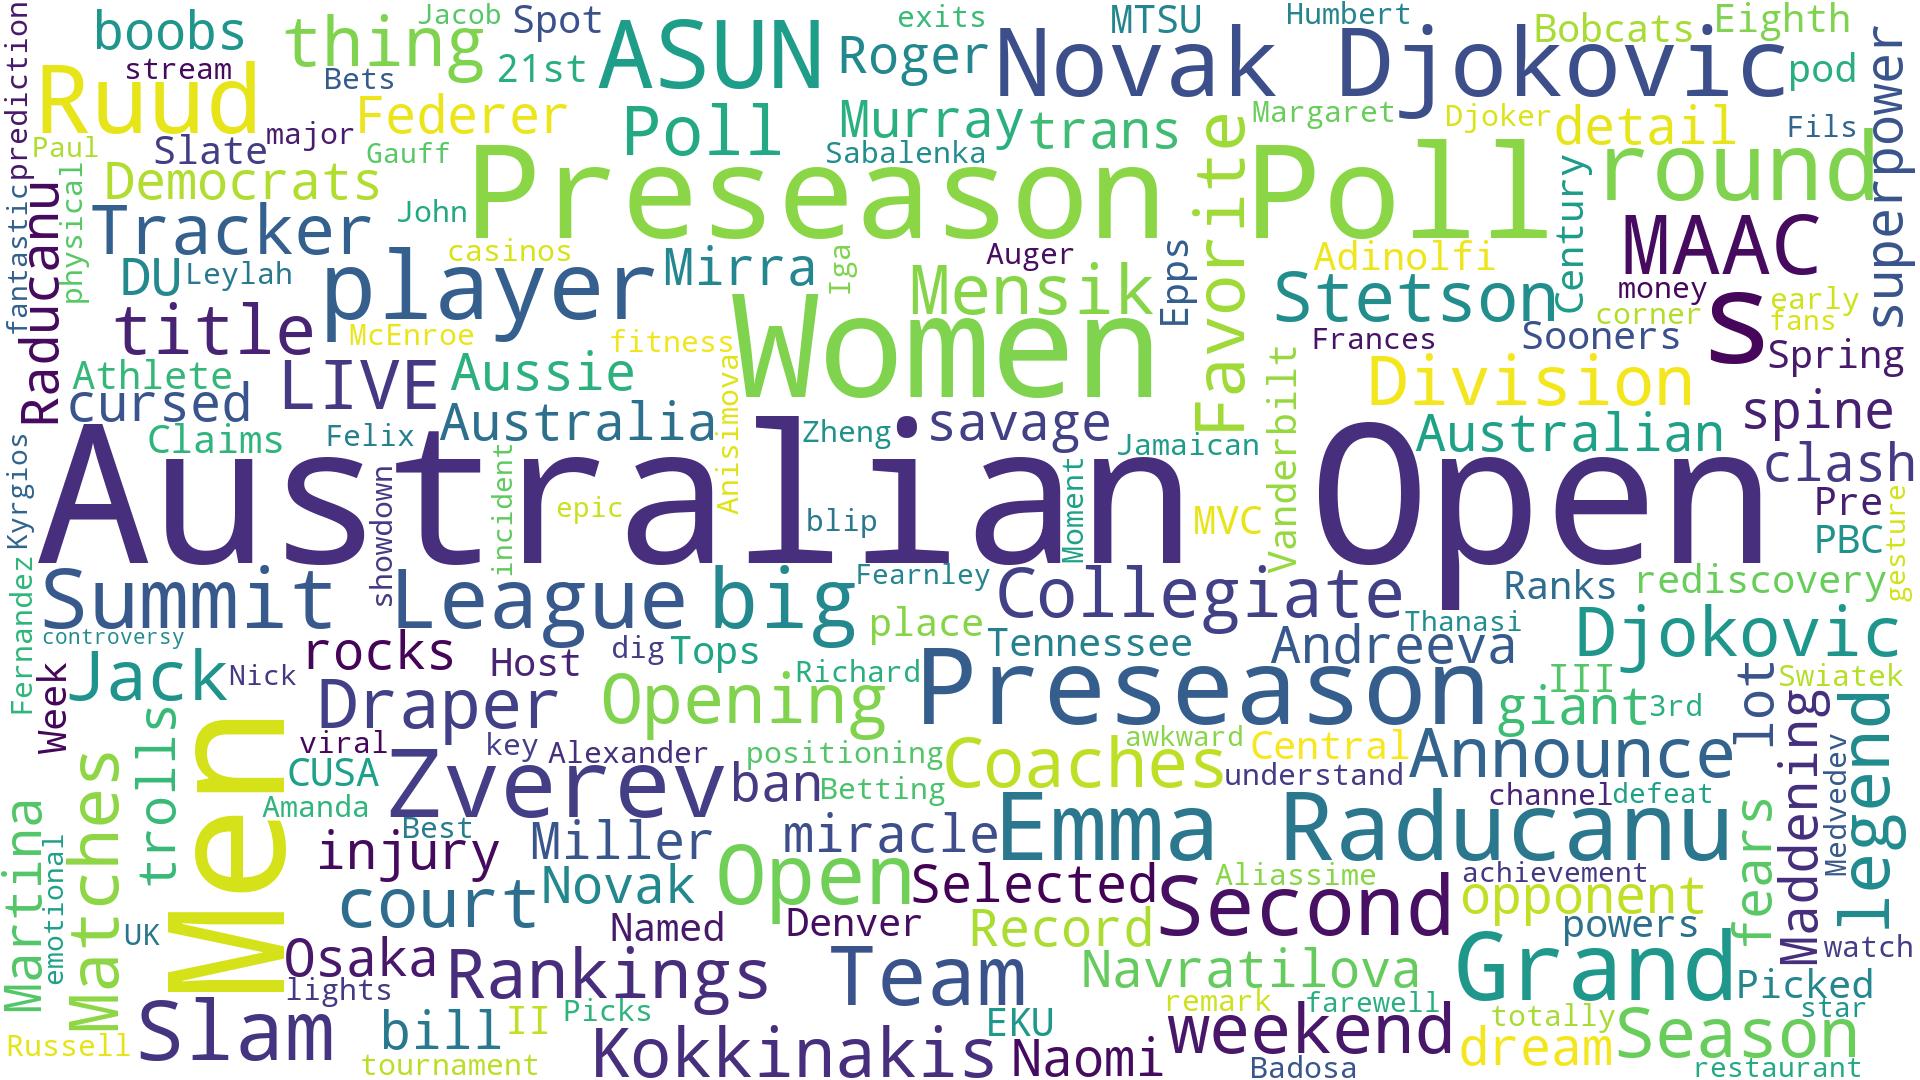 prediction
boobs
thing
Jacob
Spot
ASUN
exits
Roger
MTSU
Humbert
Bobcats
Eighth
stream
Bets
21st
Novak Djokovic
pod
superpower
Ruud
Federer
Poll
Murray
trans
Margaret
Djoker
detail
Fils
Paul
Slate
major
Gauff
Sabalenka
Favorite
round
Democrats
Preseason Poll
Century
fantastic
Raducanu
physical
Tracker
John
MAAC
DU
Leylah
player
casinos
Mirra
Iga
Auger
Mensik
Epps
Adinolfi
Stetson
money
early
s
title
McEnroe
fitness
Women
Frances
Sooners
corner
fans
Spring
Athlete
cursed
LIVE
Aussie
Anisimova
Vanderbilt
Division
spine
Claims
Felix
Australia
Zheng
savage
Jamaican
Australian
clash
Kyrgios
Australian Open
showdown
incident
epic
blip
Moment
MVC
Pre
PBC
gesture
Fernandez
Summit
League
big
Fearnley
Collegiate
Ranks
rediscovery
controversy
rocks
Host
dig
Tops
place
Tennessee
Andreeva
Thanasi
Djokovic
Week
Jack
Nick
Draper
Opening
Richard
Preseason
III
giant
3rd
lot
Swiatek
Maddening
legend
Matches
trolls
Men
viral
key
Alexander
positioning
Coaches
awkward
Central
understand
Announce
Medvedev
CUSA
Zverev
ban
Betting
channel
defeat
Martina
Amanda
Best
injury
Miller
miracle
Emma Raducanu
fears
emotional
court
Novak
Open
Selected
Second
Aliassime
achievement
opponent
UK
Named
Denver
Record
powers
watch
Osaka
lights
Rankings
Team
Navratilova
Grand
Picked
Russell
Slam
bill
II
Picks
EKU
remark
farewell
weekend
totally
star
tournament
Kokkinakis
Naomi
Badosa
dream
Season
restaurant